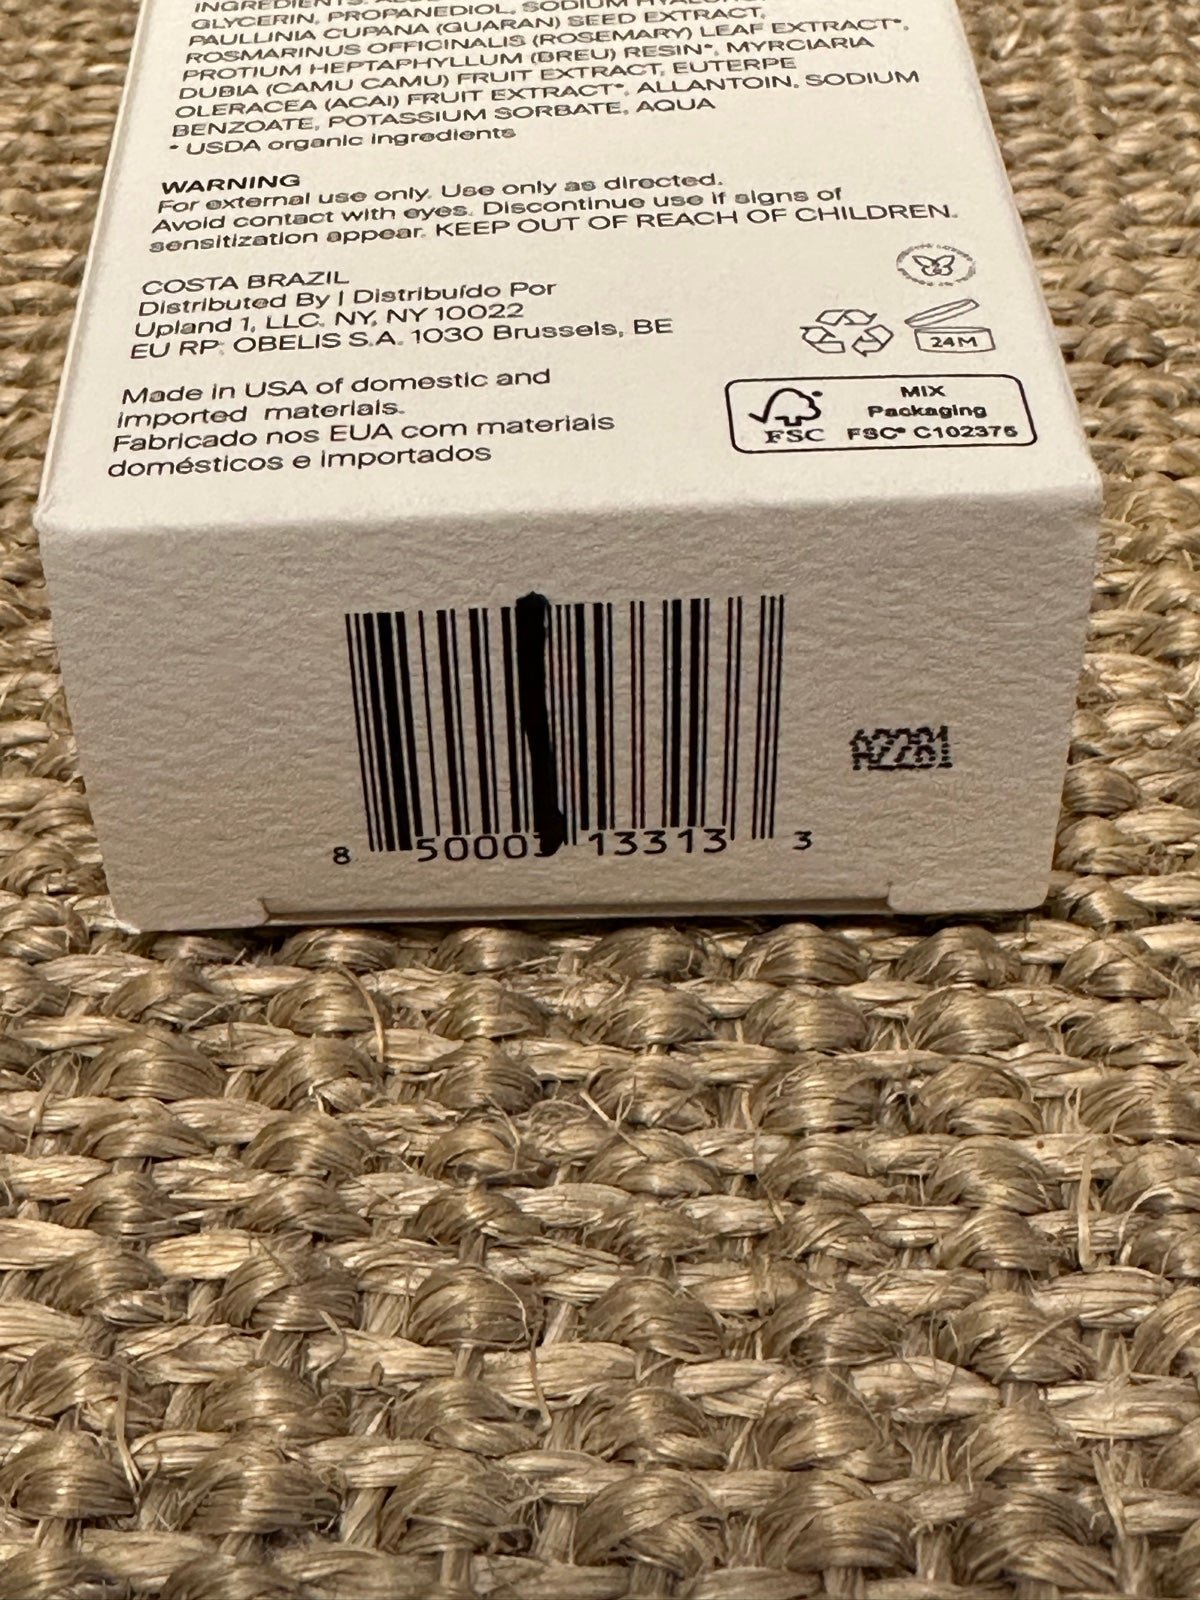 GLYCERIN, PROPANEDIOL, SODIUM
PAULLINIA CUPANA (GUARAN) SEED EXTRACT,
ROSMARINUS OFFICINALIS (ROSEMARY) LEAF EXTRACT*,
PROTIUM HEPTAPHYLLUM (BREU) RESIN*, MYRCIARIA
DUBIA (CAMU CAMU) FRUIT EXTRACT, EUTERPE
OLERACEA (ACAI) FRUIT EXTRACT*, ALLANTOIN, SODIUM
BENZOATE, POTASSIUM SORBATE, AQUA
* USDA organic ingredients
WARNING
For external use only. Use only as directed.
Avoid contact with eyes. Discontinue use if signs of
sensitization appear. KEEP OUT OF REACH OF CHILDREN.
COSTA BRAZIL
Distributed By | Distribuído Por
Upland 1, LLC. NY, NY 10022
EU RP: OBELIS S.A. 1030 Brussels, BE
24M
Made in USA of domestic and
imported materials.
Fabricado nos EUA com materiais
domésticos e importados
MIX
Packaging
FSC FSC® C102375
8 50001 13313 3